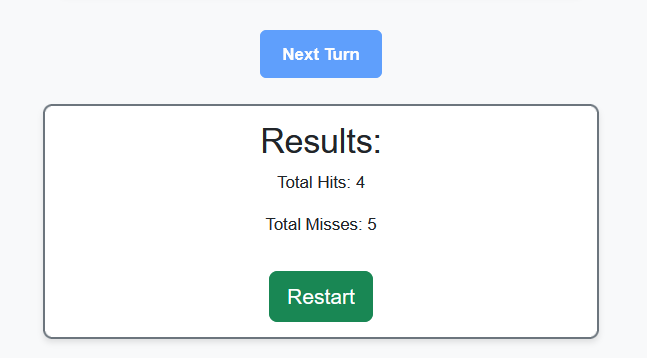 Next Turn
Results:
Total Hits: 4
Total Misses: 5
Restart